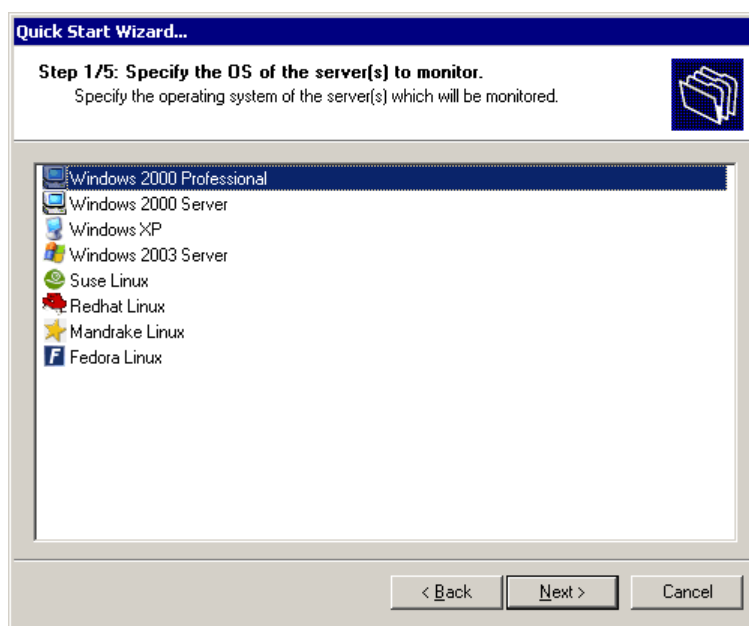 Quick Start Wizard...
Step 1/5: Specify the OS of the server(s) to monitor.
Specify the operating system of the server(s) which will be monitored.
Windows 2000 Professional
Windows 2000 Server
Windows XP
Windows 2003 Server
Suse Linux
Redhat Linux
Mandrake Linux
Fedora Linux
< Back Next > Cancel